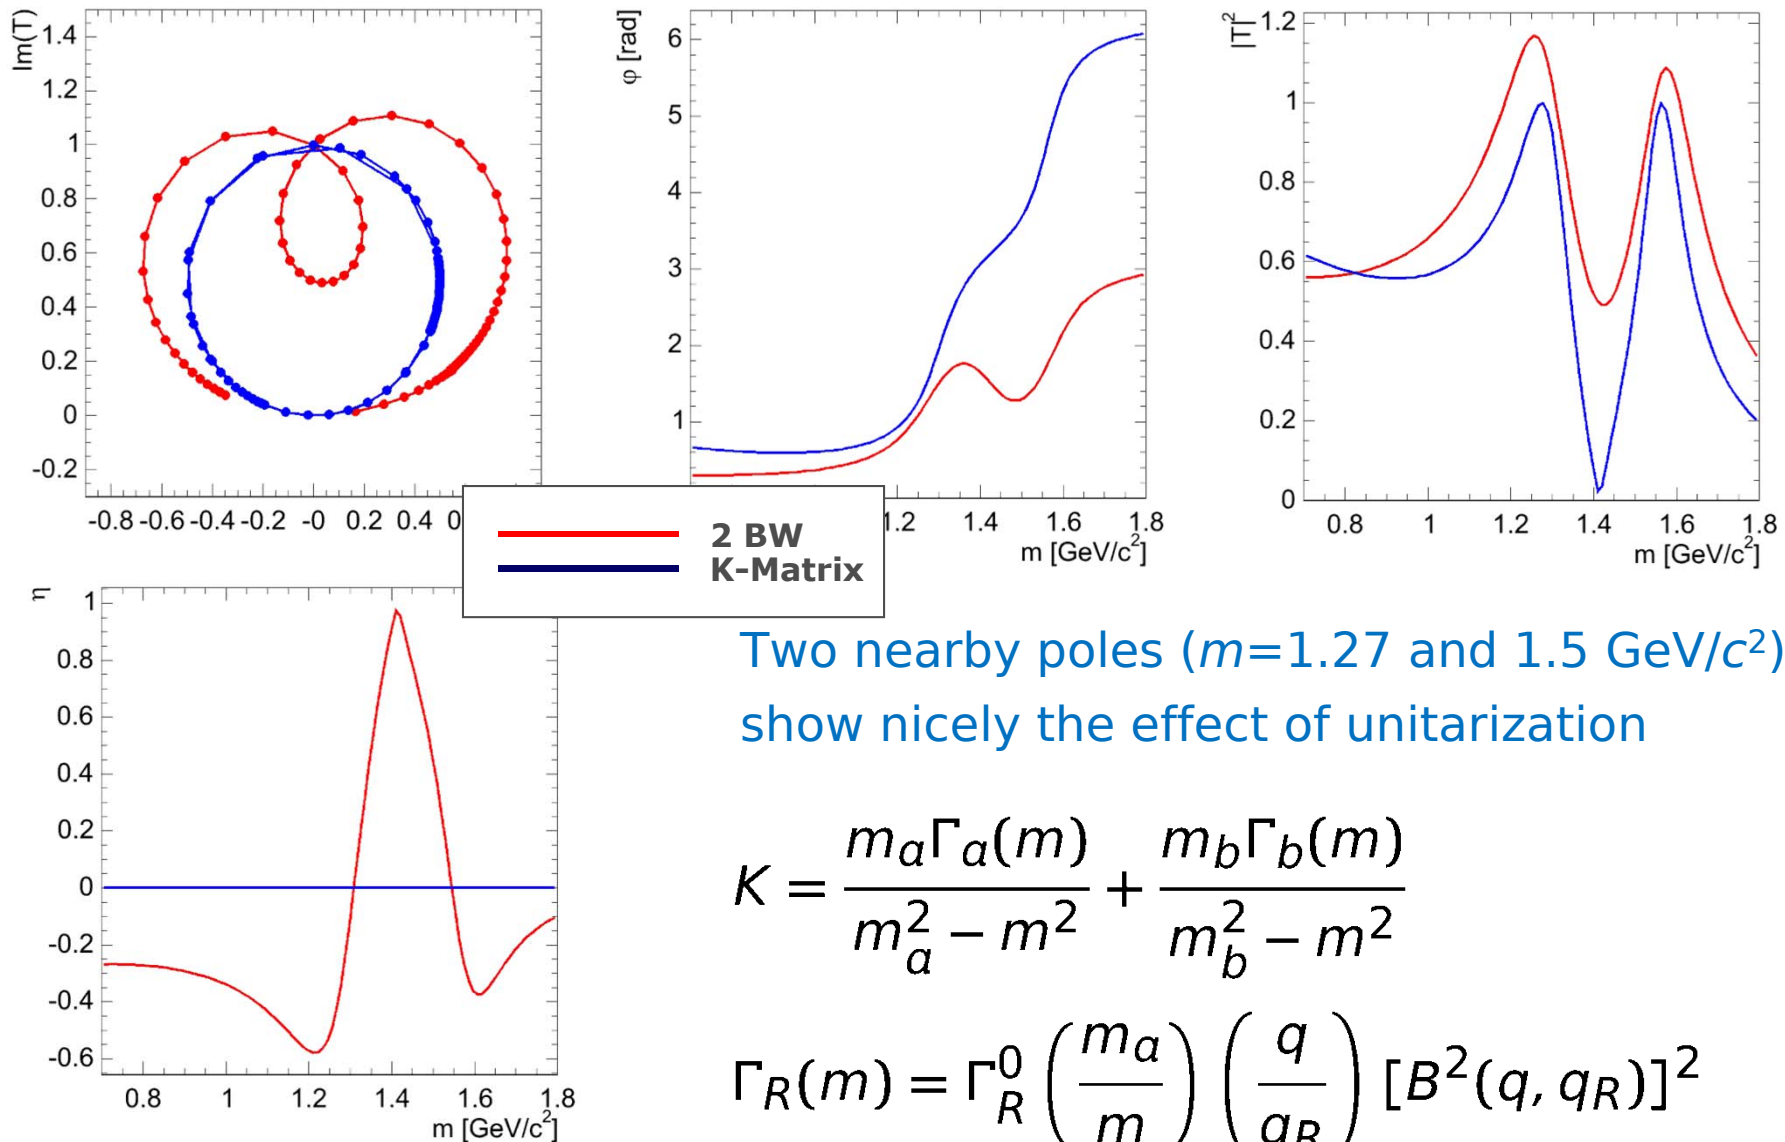 Im(T)
1.4
1.2
1
0.8
0.6
0.4
0.2
0
-0.2
-0.8 -0.6 -0.4 -0.2 -0 0.2 0.4 0
φ [rad]
6
5
4
3
2
1
1.2 1.4 1.6 1.8
m [GeV/c²]
|T|²
1.2
1
0.8
0.6
0.4
0.2
0
0.8 1 1.2 1.4 1.6 1.8
m [GeV/c²]
2 BW
K-Matrix
η
1
0.8
0.6
0.4
0.2
0
-0.2
-0.4
-0.6
0.8 1 1.2 1.4 1.6 1.8
m [GeV/c²]
Two nearby poles (m=1.27 and 1.5 GeV/c²)
show nicely the effect of unitarization
K = m_a Γ_a(m) / (m_a² − m²) + m_b Γ_b(m) / (m_b² − m²)
Γ_R(m) = Γ_R⁰ (m_a / m) (q / q_R) [B²(q, q_R)]²